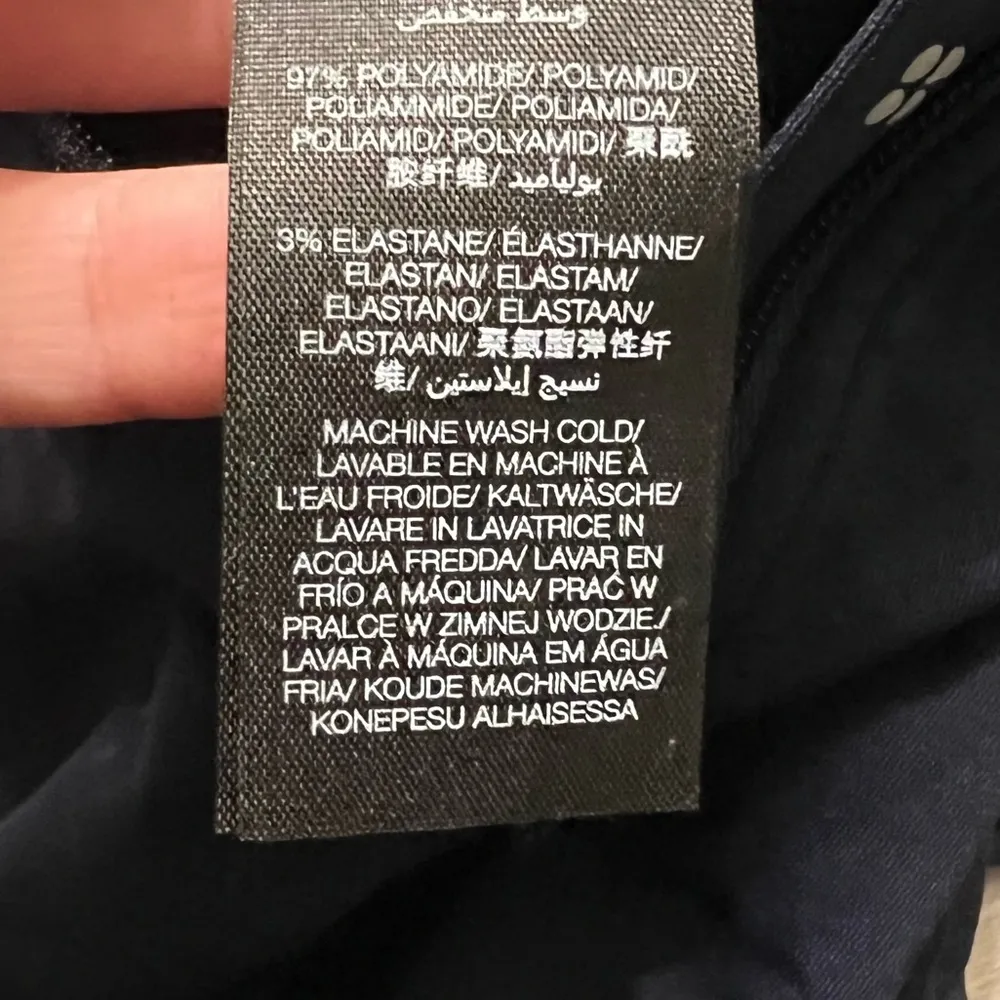 وسط منخفض
97% POLYAMIDE/ POLYAMID/
POLIAMMIDE/ POLIAMIDA/
POLIAMID/ POLYAMIDI/ 聚酰
胺纤维/ بولياميد
3% ELASTANE/ ÉLASTHANNE/
ELASTAN/ ELASTAM/
ELASTANO/ ELASTAAN/
ELASTAANI/ 聚氨酯弹性纤
维/ نسيج إيلاستين
MACHINE WASH COLD/
LAVABLE EN MACHINE À
L'EAU FROIDE/ KALTWÄSCHE/
LAVARE IN LAVATRICE IN
ACQUA FREDDA/ LAVAR EN
FRÍO A MÁQUINA/ PRAĆ W
PRALCE W ZIMNEJ WODZIE./
LAVAR À MÁQUINA EM ÁGUA
FRIA/ KOUDE MACHINEWAS/
KONEPESU ALHAISESSA